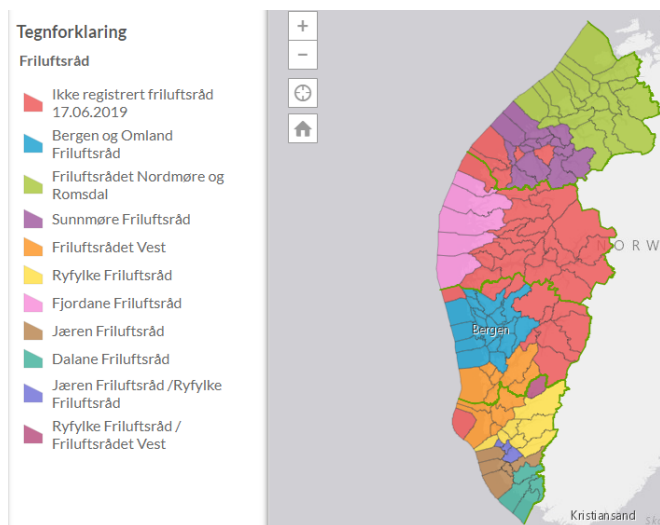 Tegnforklaring
Friluftsråd
Ikke registrert friluftsråd
17.06.2019
Bergen og Omland
Friluftsråd
Friluftsrådet Nordmøre og
Romsdal
Sunnmøre Friluftsråd
Friluftsrådet Vest
Ryfylke Friluftsråd
Fjordane Friluftsråd
Jæren Friluftsråd
Dalane Friluftsråd
Jæren Friluftsråd /Ryfylke
Friluftsråd
Ryfylke Friluftsråd /
Friluftsrådet Vest
+
−
NORW
Bergen
Kristiansand